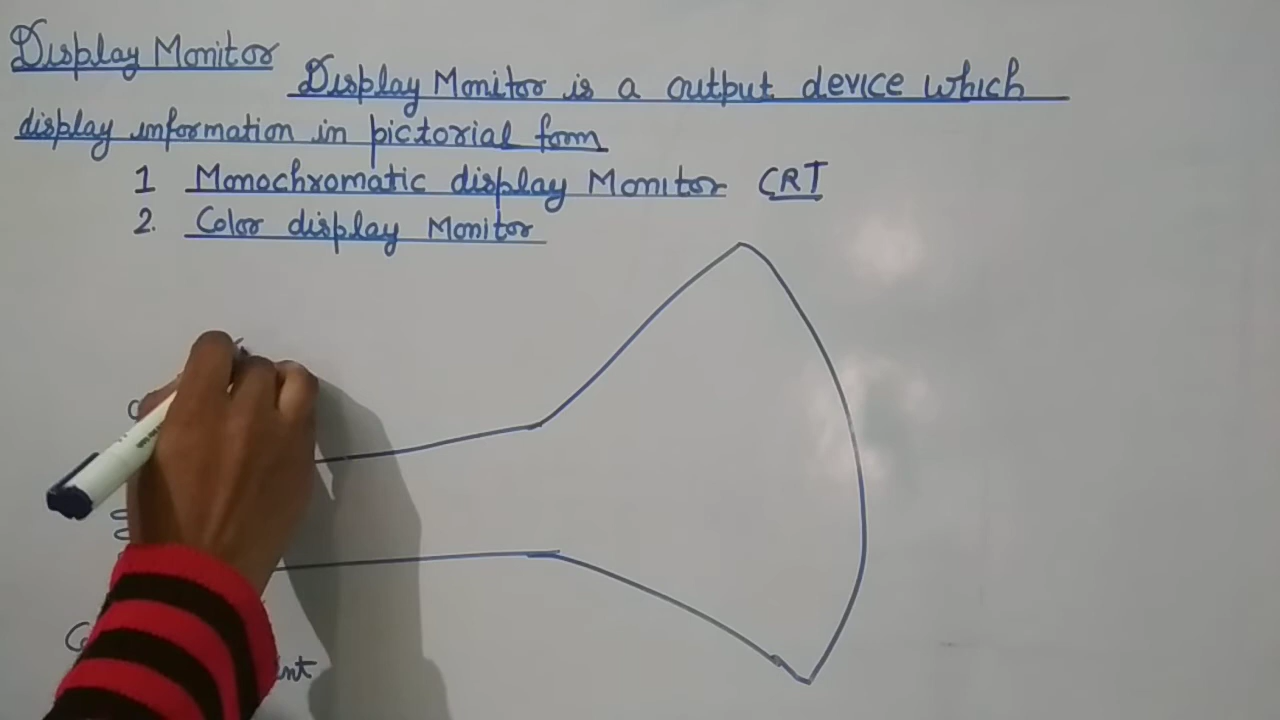 Display Monitor
Display Monitor is a output device which
display information in pictorial form
1 Monochromatic display Monitor CRT
2. Color display Monitor